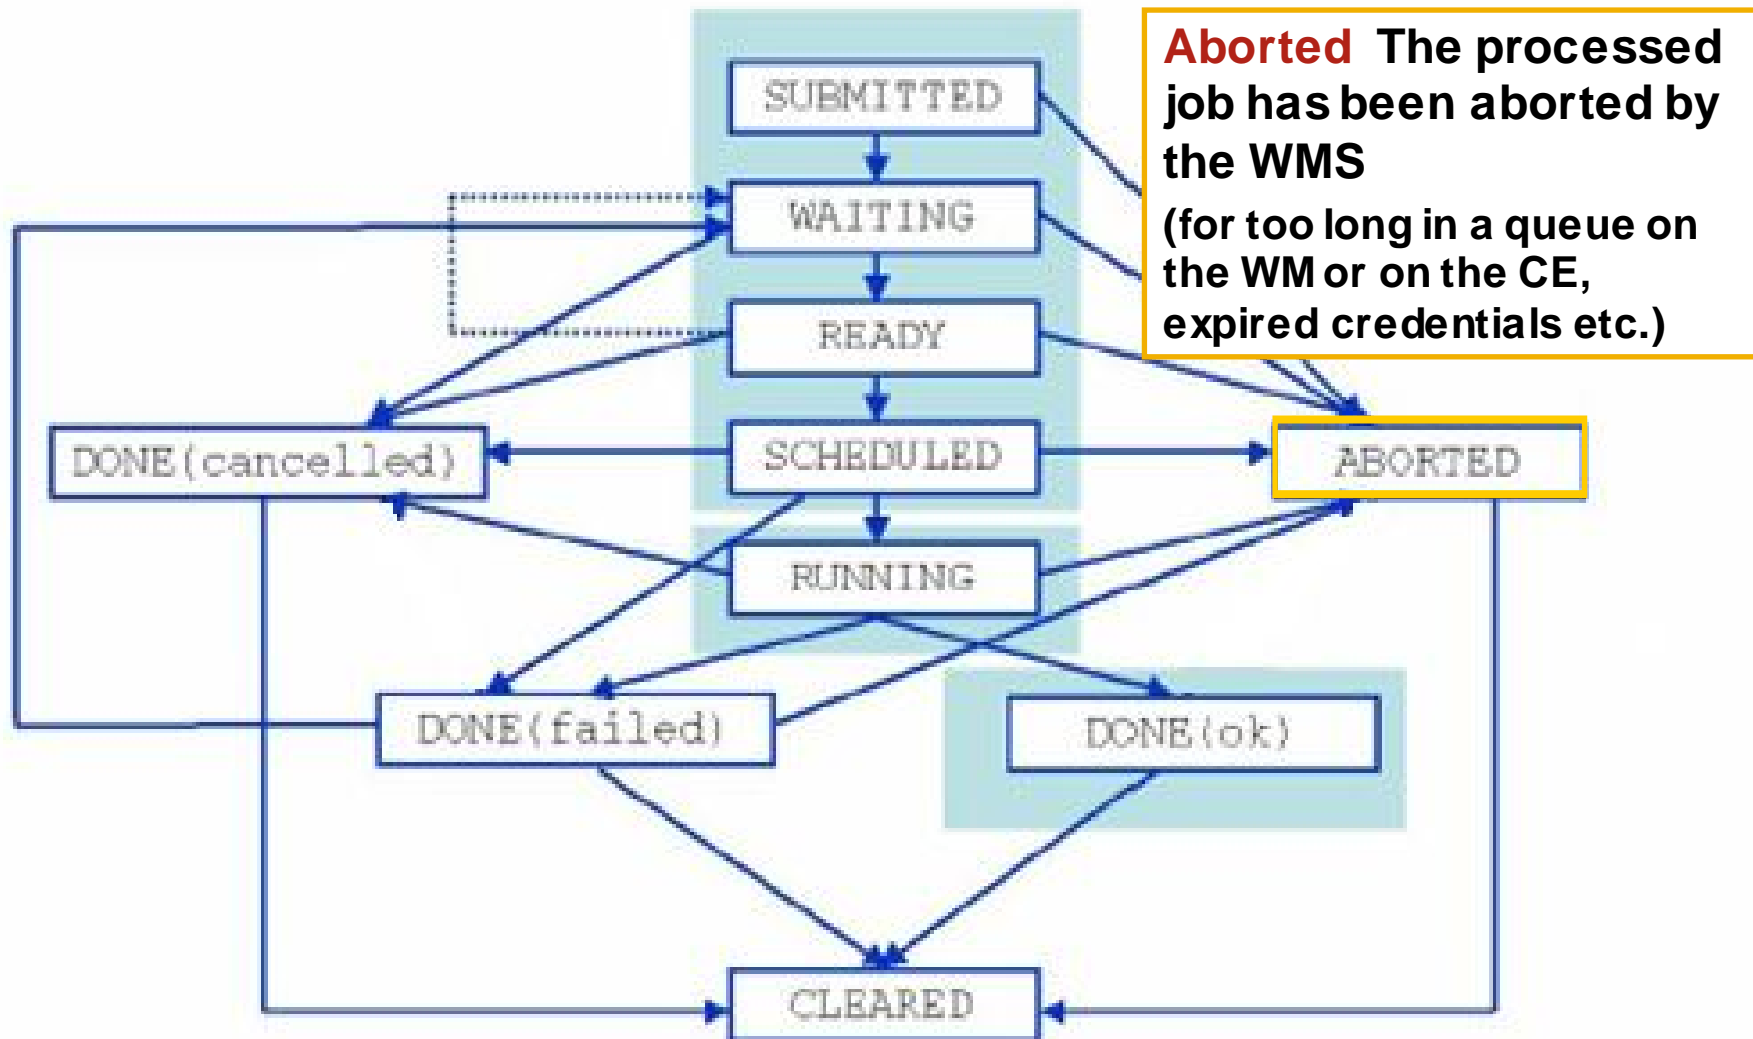 Aborted The processed
job has been aborted by
the WMS
(for too long in a queue on
the WM or on the CE,
expired credentials etc.)
SUBMITTED
WAITING
READY
DONE(cancelled)
SCHEDULED
ABORTED
RUNNING
DONE(failed)
DONE(ok)
CLEARED